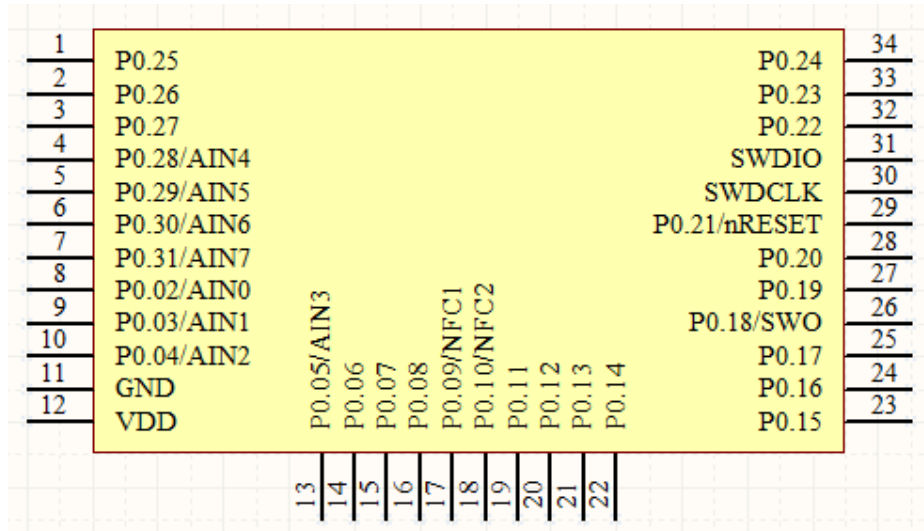 1 P0.25 P0.24 34
2 P0.26 P0.23 33
3 P0.27 P0.22 32
4 P0.28/AIN4 SWDIO 31
5 P0.29/AIN5 SWDCLK 30
6 P0.30/AIN6 P0.21/nRESET 29
7 P0.31/AIN7 P0.20 28
8 P0.02/AIN0 P0.19 27
9 P0.03/AIN1 P0.18/SWO 26
10 P0.04/AIN2 P0.17 25
11 GND P0.16 24
12 VDD P0.15 23
P0.05/AIN3 13
P0.06 14
P0.07 15
P0.08 16
P0.09/NFC1 17
P0.10/NFC2 18
P0.11 19
P0.12 20
P0.13 21
P0.14 22